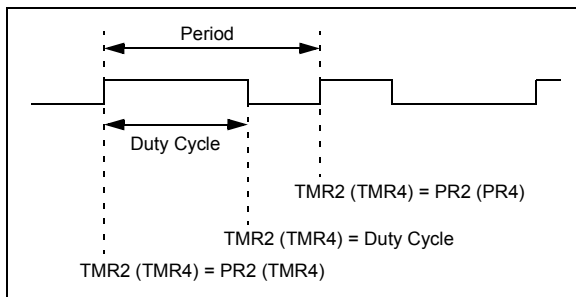 Period
Duty Cycle
TMR2 (TMR4) = PR2 (PR4)
TMR2 (TMR4) = Duty Cycle
TMR2 (TMR4) = PR2 (TMR4)